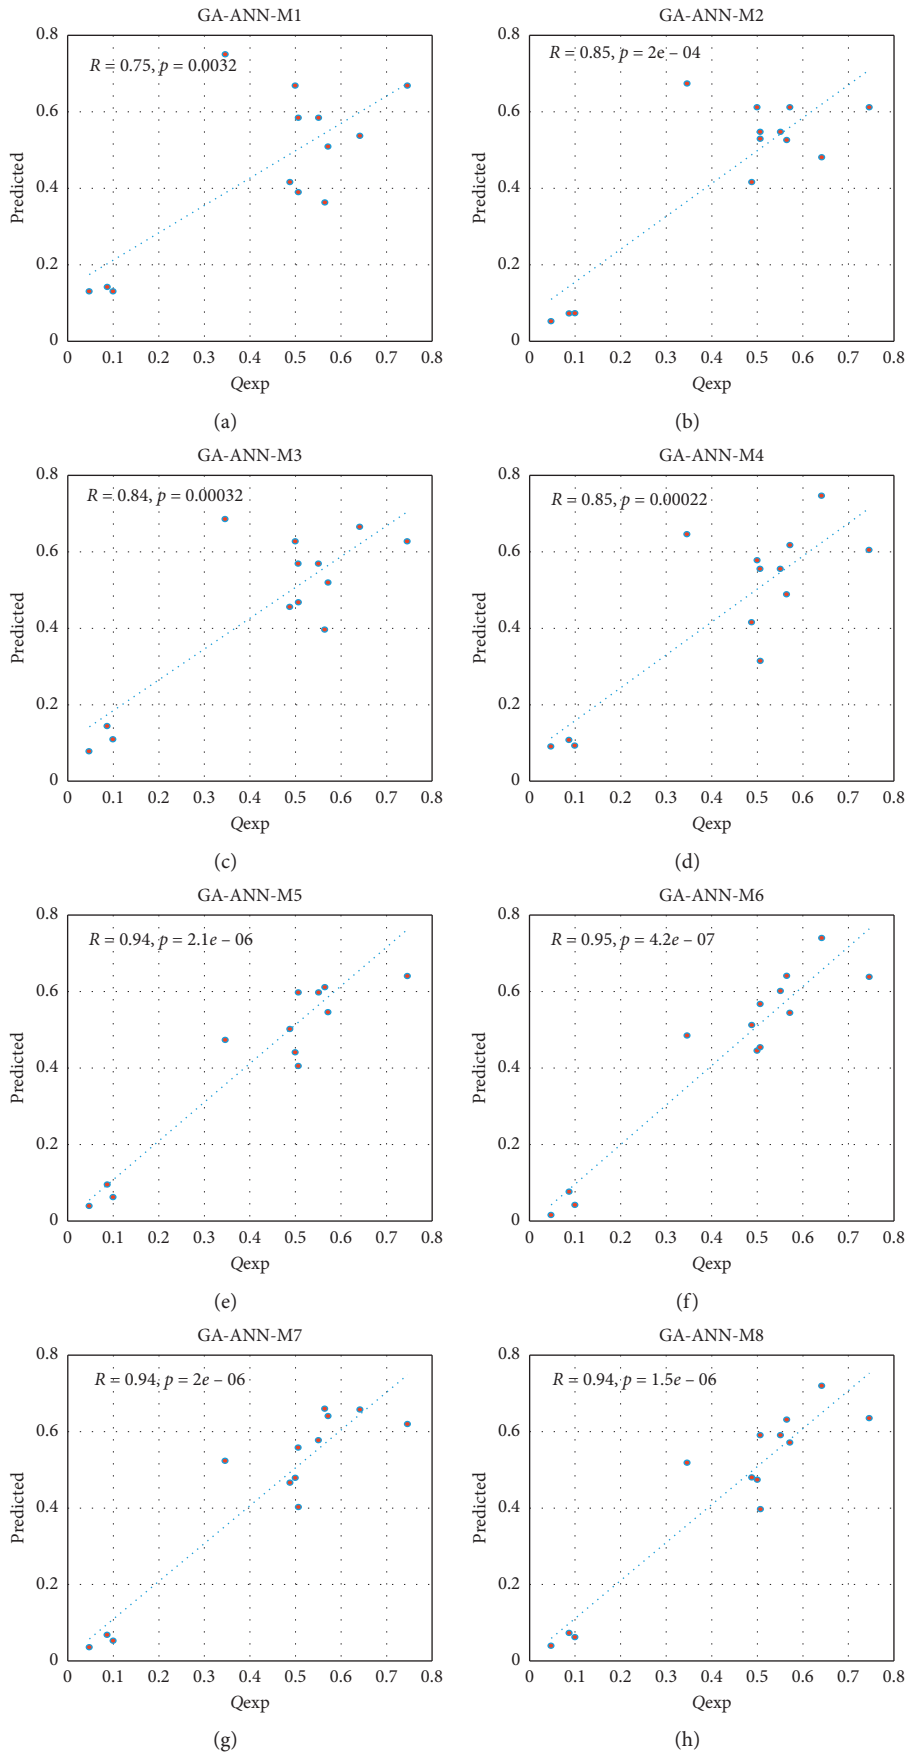 GA-ANN-M1
R = 0.75, p = 0.0032
0.8
0.6
0.4
0.2
0
Predicted
0 0.1 0.2 0.3 0.4 0.5 0.6 0.7 0.8
Qexp
(a)
GA-ANN-M2
R = 0.85, p = 2e – 04
0.8
0.6
0.4
0.2
0
Predicted
0 0.1 0.2 0.3 0.4 0.5 0.6 0.7 0.8
Qexp
(b)
GA-ANN-M3
R = 0.84, p = 0.00032
0.8
0.6
0.4
0.2
0
Predicted
0 0.1 0.2 0.3 0.4 0.5 0.6 0.7 0.8
Qexp
(c)
GA-ANN-M4
R = 0.85, p = 0.00022
0.8
0.6
0.4
0.2
0
Predicted
0 0.1 0.2 0.3 0.4 0.5 0.6 0.7 0.8
Qexp
(d)
GA-ANN-M5
R = 0.94, p = 2.1e – 06
0.8
0.6
0.4
0.2
0
Predicted
0 0.1 0.2 0.3 0.4 0.5 0.6 0.7 0.8
Qexp
(e)
GA-ANN-M6
R = 0.95, p = 4.2e – 07
0.8
0.6
0.4
0.2
0
Predicted
0 0.1 0.2 0.3 0.4 0.5 0.6 0.7 0.8
Qexp
(f)
GA-ANN-M7
R = 0.94, p = 2e – 06
0.8
0.6
0.4
0.2
0
Predicted
0 0.1 0.2 0.3 0.4 0.5 0.6 0.7 0.8
Qexp
(g)
GA-ANN-M8
R = 0.94, p = 1.5e – 06
0.8
0.6
0.4
0.2
0
Predicted
0 0.1 0.2 0.3 0.4 0.5 0.6 0.7 0.8
Qexp
(h)